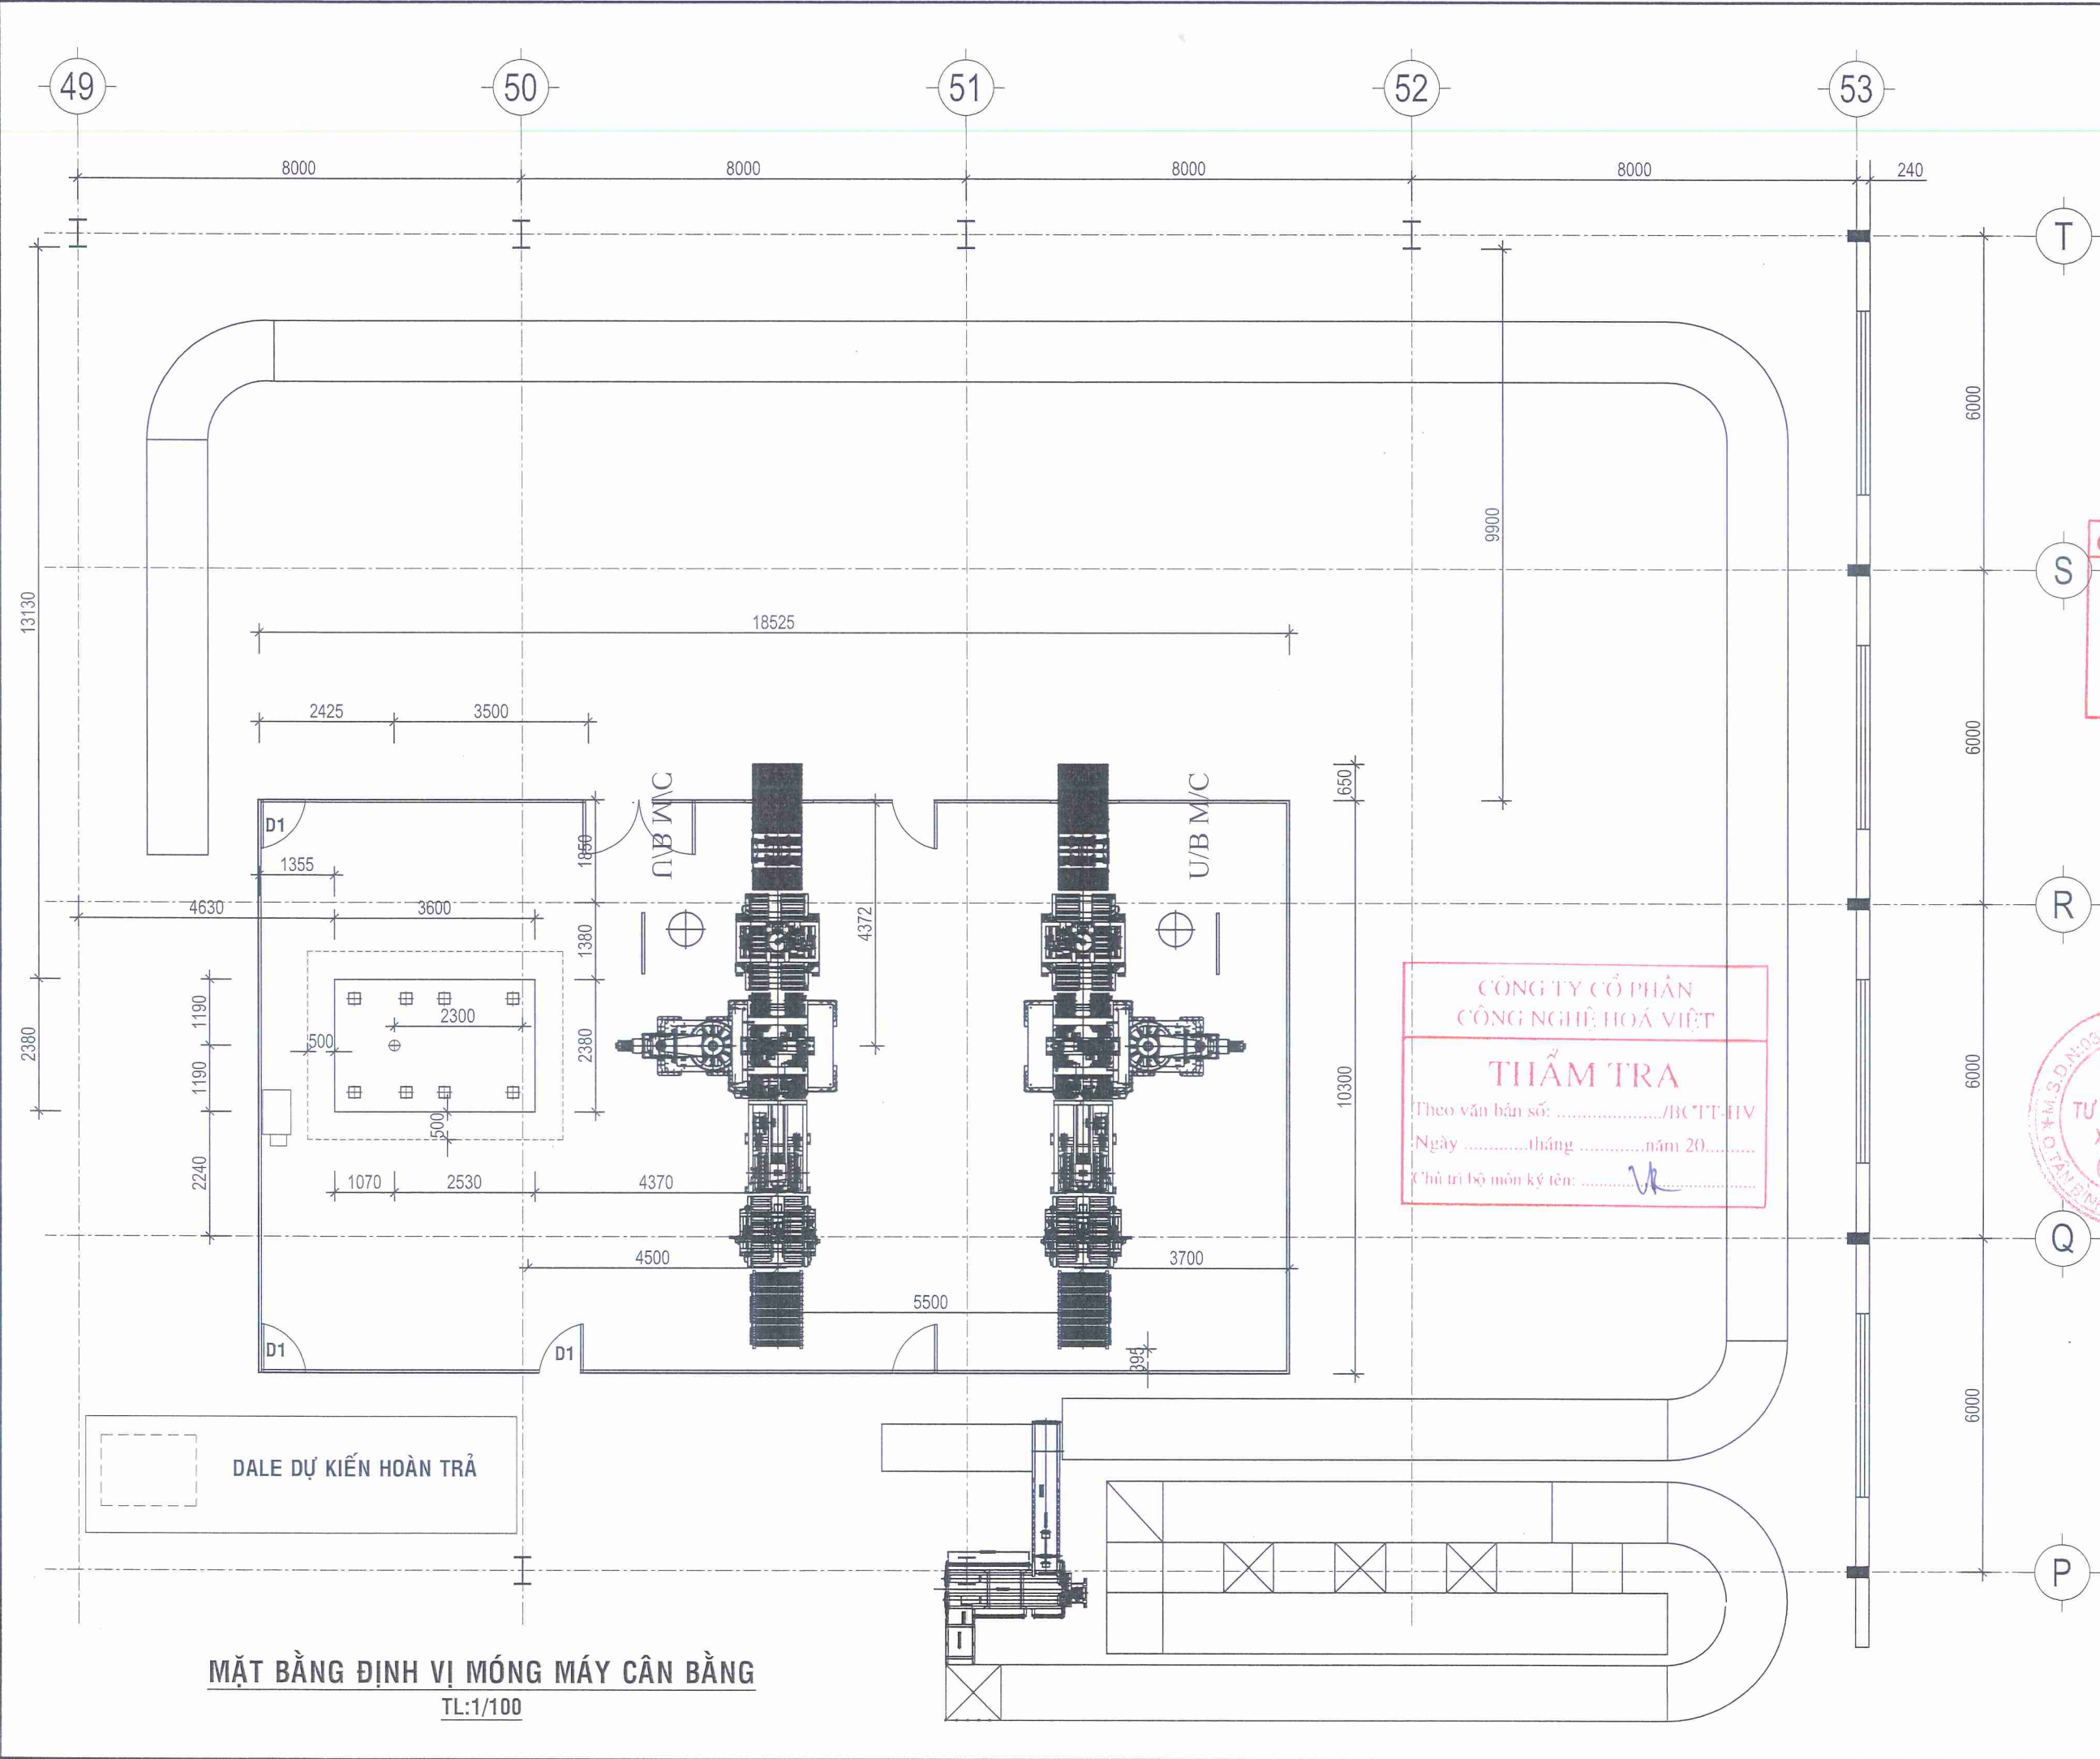 49
50
51
52
53
8000
8000
8000
8000
240
T
6000
9900
S
13130
18525
6000
2425
3500
650
U/B M/C
U/B M/C
D1
1850
1355
4630
3600
4372
R
1380
CÔNG TY CỔ PHẦN
CÔNG NGHỆ HOÁ VIỆT
THẨM TRA
Theo văn bản số: ..................../BCTT-HV
Ngày ............tháng ............năm 20.........
Chủ trì bộ môn ký tên: .................................
1190
2300
2380
500
2380
1190
10300
6000
500
M.S.D.N:03
TƯ
TÂN BÌNH
2240
1070
2530
4370
Q
4500
3700
5500
D1
D1
395
6000
DALE DỰ KIẾN HOÀN TRẢ
P
MẶT BẰNG ĐỊNH VỊ MÓNG MÁY CÂN BẰNG
TL:1/100